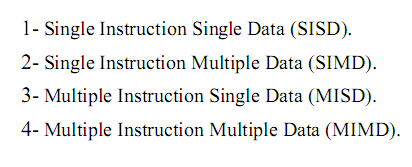 1- Single Instruction Single Data (SISD).
2- Single Instruction Multiple Data (SIMD).
3- Multiple Instruction Single Data (MISD).
4- Multiple Instruction Multiple Data (MIMD).